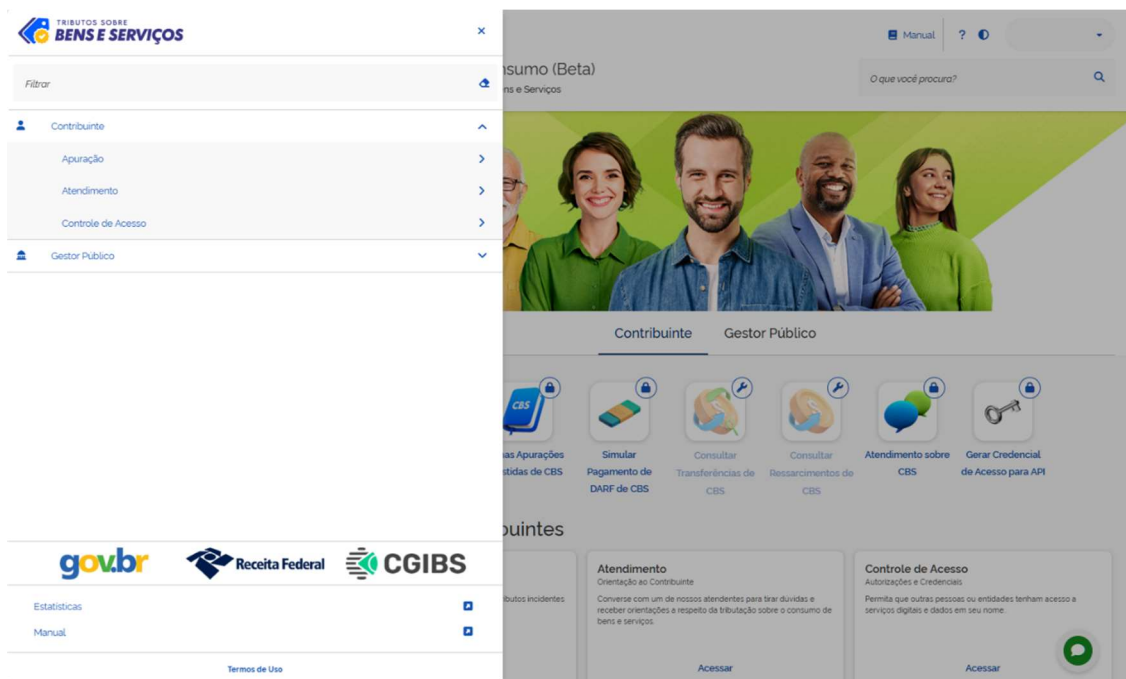 TRIBUTOS SOBRE
BENS E SERVIÇOS
Filtrar
Contribuinte
Apuração
Atendimento
Controle de Acesso
Gestor Público
gov.br
Receita Federal
CGIBS
Estatísticas
Manual
Termos de Uso
Manual
?
nsumo (Beta)
ns e Serviços
O que você procura?
Contribuinte
Gestor Público
CBS
as Apurações
stidas de CBS
Simular
Pagamento de
DARF de CBS
Consultar
Transferências de
CBS
Consultar
Ressarcimentos de
CBS
Atendimento sobre
CBS
Gerar Credencial
de Acesso para API
buintes
ibutos incidentes
Atendimento
Orientação ao Contribuinte
Converse com um de nossos atendentes para tirar dúvidas e
receber orientações a respeito da tributação sobre o consumo de
bens e serviços.
Acessar
Controle de Acesso
Autorizações e Credenciais
Permita que outras pessoas ou entidades tenham acesso a
serviços digitais e dados em seu nome.
Acessar